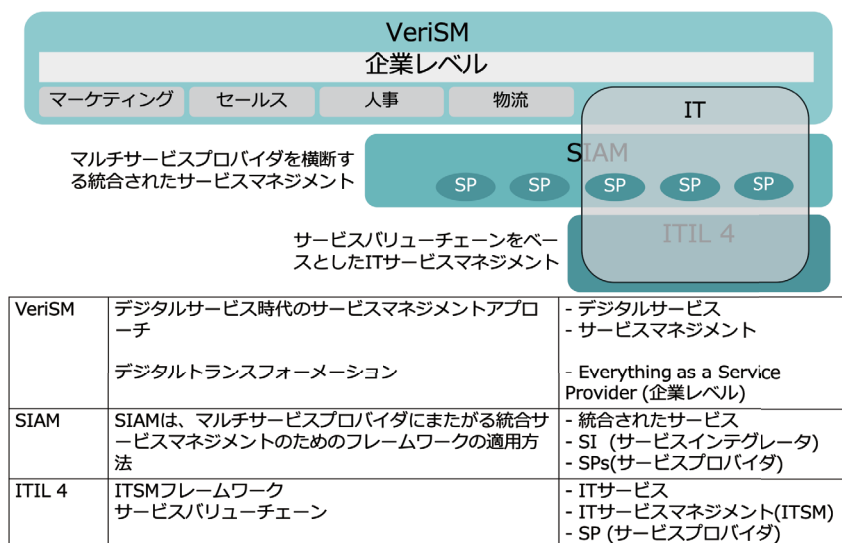 VeriSM
企業レベル
マーケティング セールス 人事 物流 IT
マルチサービスプロバイダを横断す
る統合されたサービスマネジメント
SIAM
SP SP SP SP SP
サービスバリューチェーンをベー
スとしたITサービスマネジメント
ITIL 4
VeriSM
デジタルサービス時代のサービスマネジメントアプロ
ーチ
デジタルトランスフォーメーション
- デジタルサービス
- サービスマネジメント
- Everything as a Service
Provider (企業レベル)
SIAM
SIAMは、マルチサービスプロバイダにまたがる統合サ
ービスマネジメントのためのフレームワークの適用方
法
- 統合されたサービス
- SI (サービスインテグレータ)
- SPs(サービスプロバイダ)
ITIL 4
ITSMフレームワーク
サービスバリューチェーン
- ITサービス
- ITサービスマネジメント(ITSM)
- SP (サービスプロバイダ)